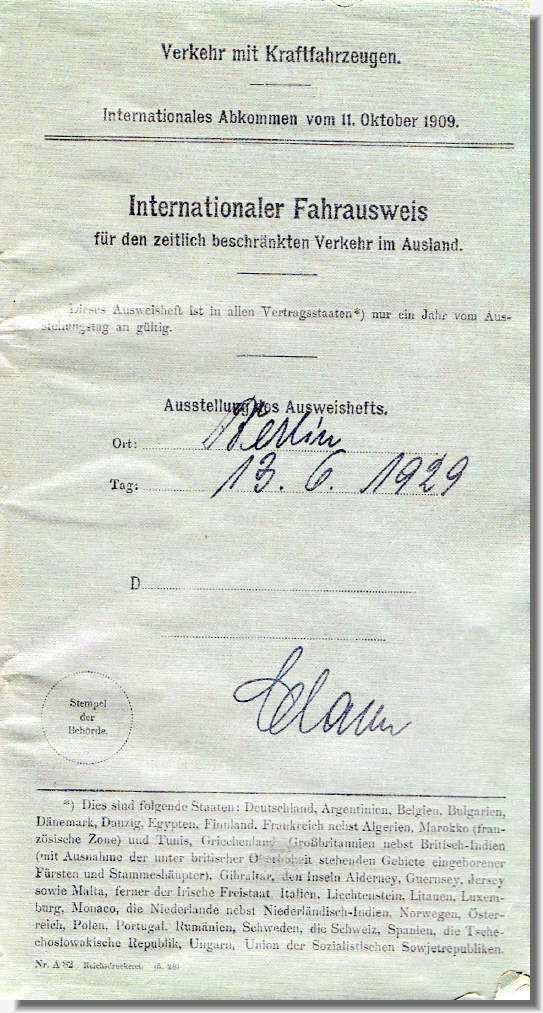 Verkehr mit Kraftfahrzeugen.
Internationales Abkommen vom 11. Oktober 1909.
Internationaler Fahrausweis
für den zeitlich beschränkten Verkehr im Ausland.
Dieses Ausweisheft ist in allen Vertragsstaaten*) nur ein Jahr vom Aus-
stellungstag an gültig.
Ausstellung des Ausweishefts.
Ort: Berlin
Tag: 13. 6. 1929
D
Stempel
der
Behörde.
*) Dies sind folgende Staaten: Deutschland, Argentinien, Belgien, Bulgarien,
Dänemark, Danzig, Egypten, Finnland, Frankreich nebst Algerien, Marokko (fran-
zösische Zone) und Tunis, Griechenland, Großbritannien nebst Britisch-Indien
(mit Ausnahme der unter britischer Oberhoheit stehenden Gebiete eingeborener
Fürsten und Stammeshäupter), Gibraltar, den Inseln Alderney, Guernsey, Jersey
sowie Malta, ferner der Irische Freistaat, Italien, Liechtenstein, Litauen, Luxem-
burg, Monaco, die Niederlande nebst Niederländisch-Indien, Norwegen, Öster-
reich, Polen, Portugal, Rumänien, Schweden, die Schweiz, Spanien, die Tsche-
choslowakische Republik, Ungarn, Union der Sozialistischen Sowjetrepubliken.
Nr. A 82 Reichsdruckerei.